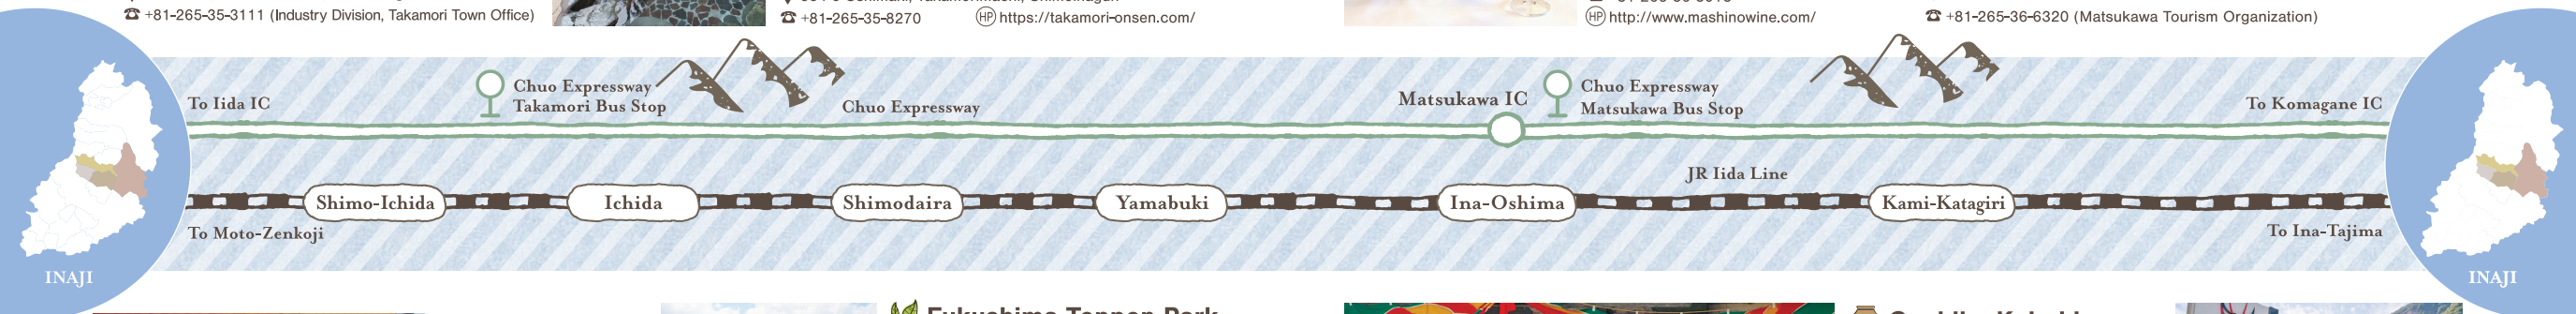 ☎ +81-265-35-3111 (Industry Division, Takamori Town Office)
☎ +81-265-35-8270 HP https://takamori-onsen.com/
HP http://www.mashinowine.com/
☎ +81-265-36-6320 (Matsukawa Tourism Organization)
To Iida IC
Chuo Expressway
Takamori Bus Stop
Chuo Expressway
Matsukawa IC
Chuo Expressway
Matsukawa Bus Stop
To Komagane IC
JR Iida Line
Shimo-Ichida
Ichida
Shimodaira
Yamabuki
Ina-Oshima
Kami-Katagiri
To Moto-Zenkoji
To Ina-Tajima
INAJI
INAJI